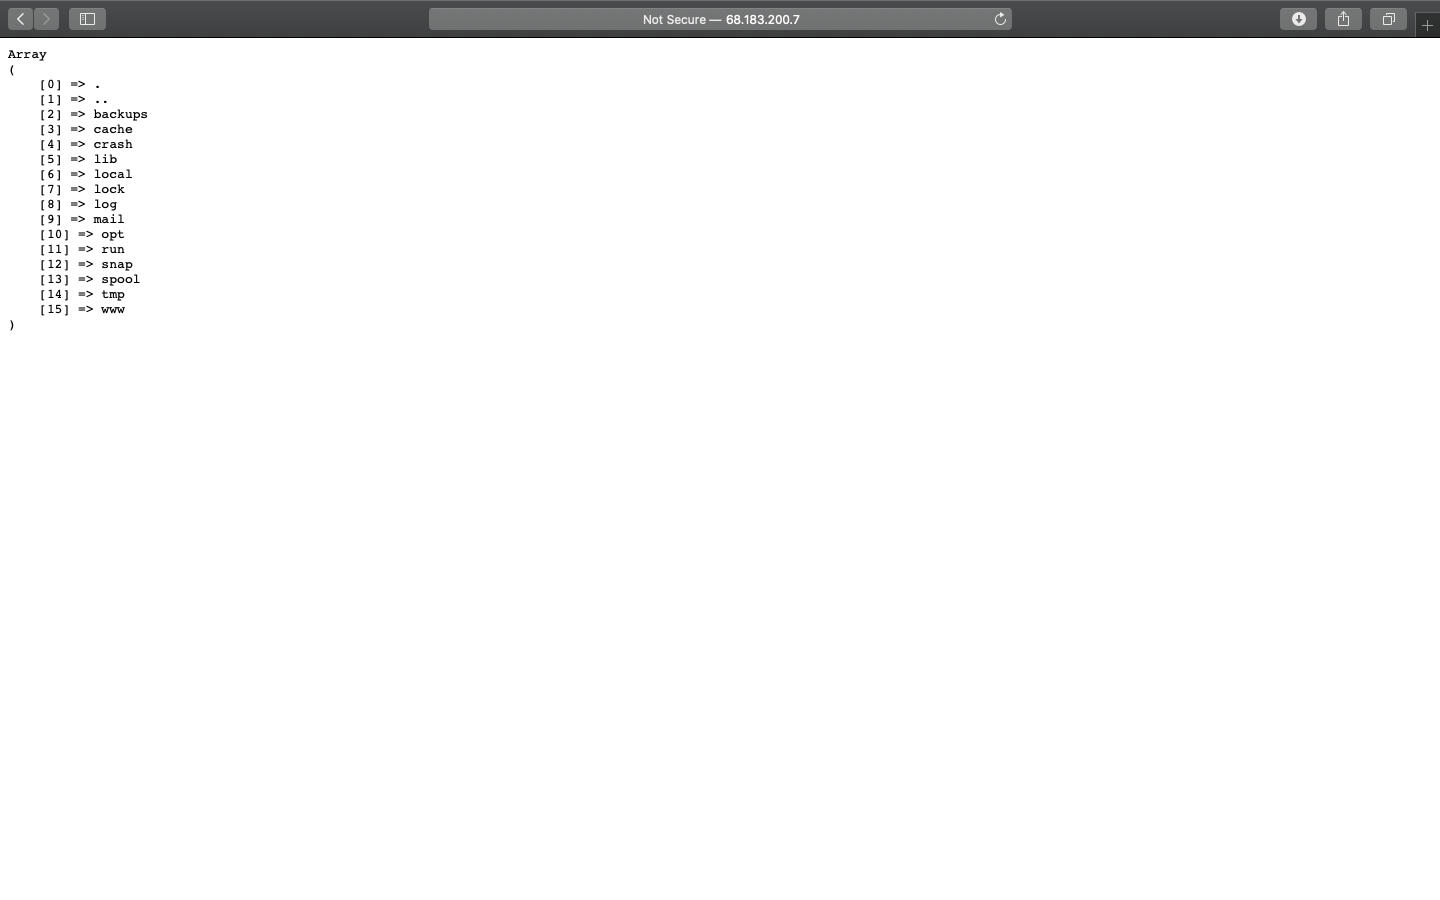 Not Secure — 68.183.200.7
Array
(
    [0] => .
    [1] => ..
    [2] => backups
    [3] => cache
    [4] => crash
    [5] => lib
    [6] => local
    [7] => lock
    [8] => log
    [9] => mail
    [10] => opt
    [11] => run
    [12] => snap
    [13] => spool
    [14] => tmp
    [15] => www
)